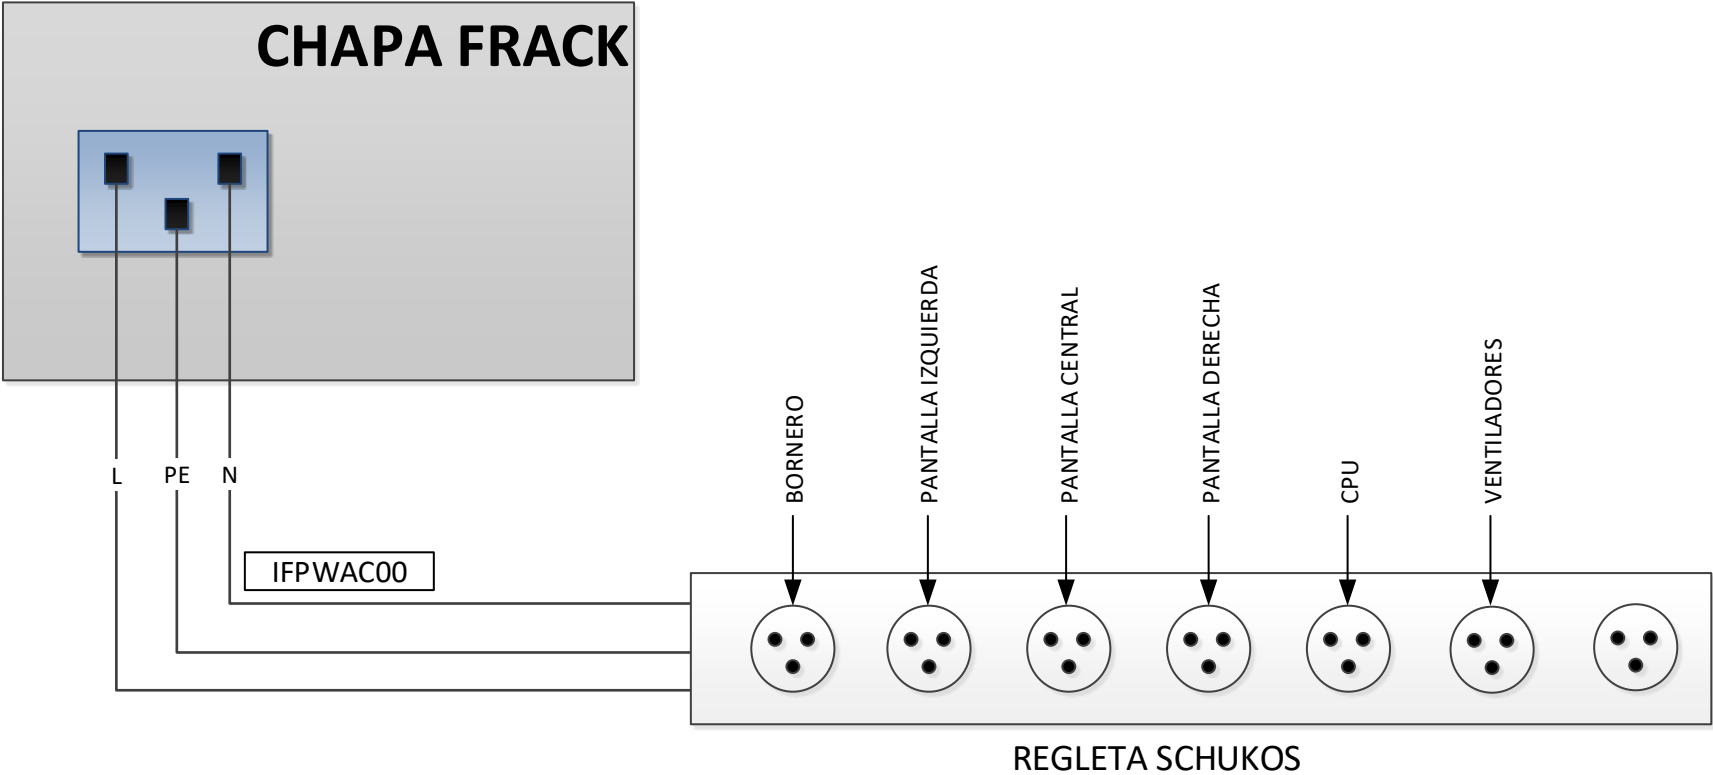 CHAPA FRACK
BORNERO
PANTALLA IZQUIERDA
PANTALLA CENTRAL
PANTALLA DERECHA
CPU
VENTILADORES
L
PE
N
IFPWAC00
REGLETA SCHUKOS